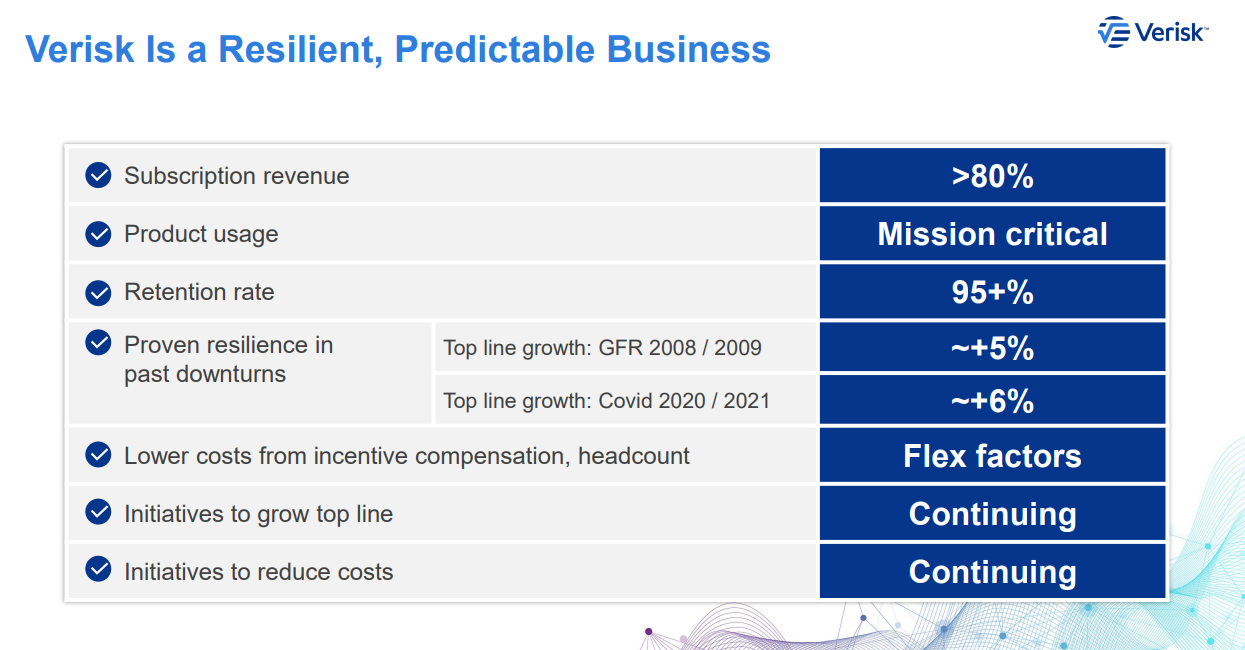 Verisk Is a Resilient, Predictable Business
Verisk™
Subscription revenue
>80%
Product usage
Mission critical
Retention rate
95+%
Proven resilience in
past downturns
Top line growth: GFR 2008 / 2009
~+5%
Top line growth: Covid 2020 / 2021
~+6%
Lower costs from incentive compensation, headcount
Flex factors
Initiatives to grow top line
Continuing
Initiatives to reduce costs
Continuing